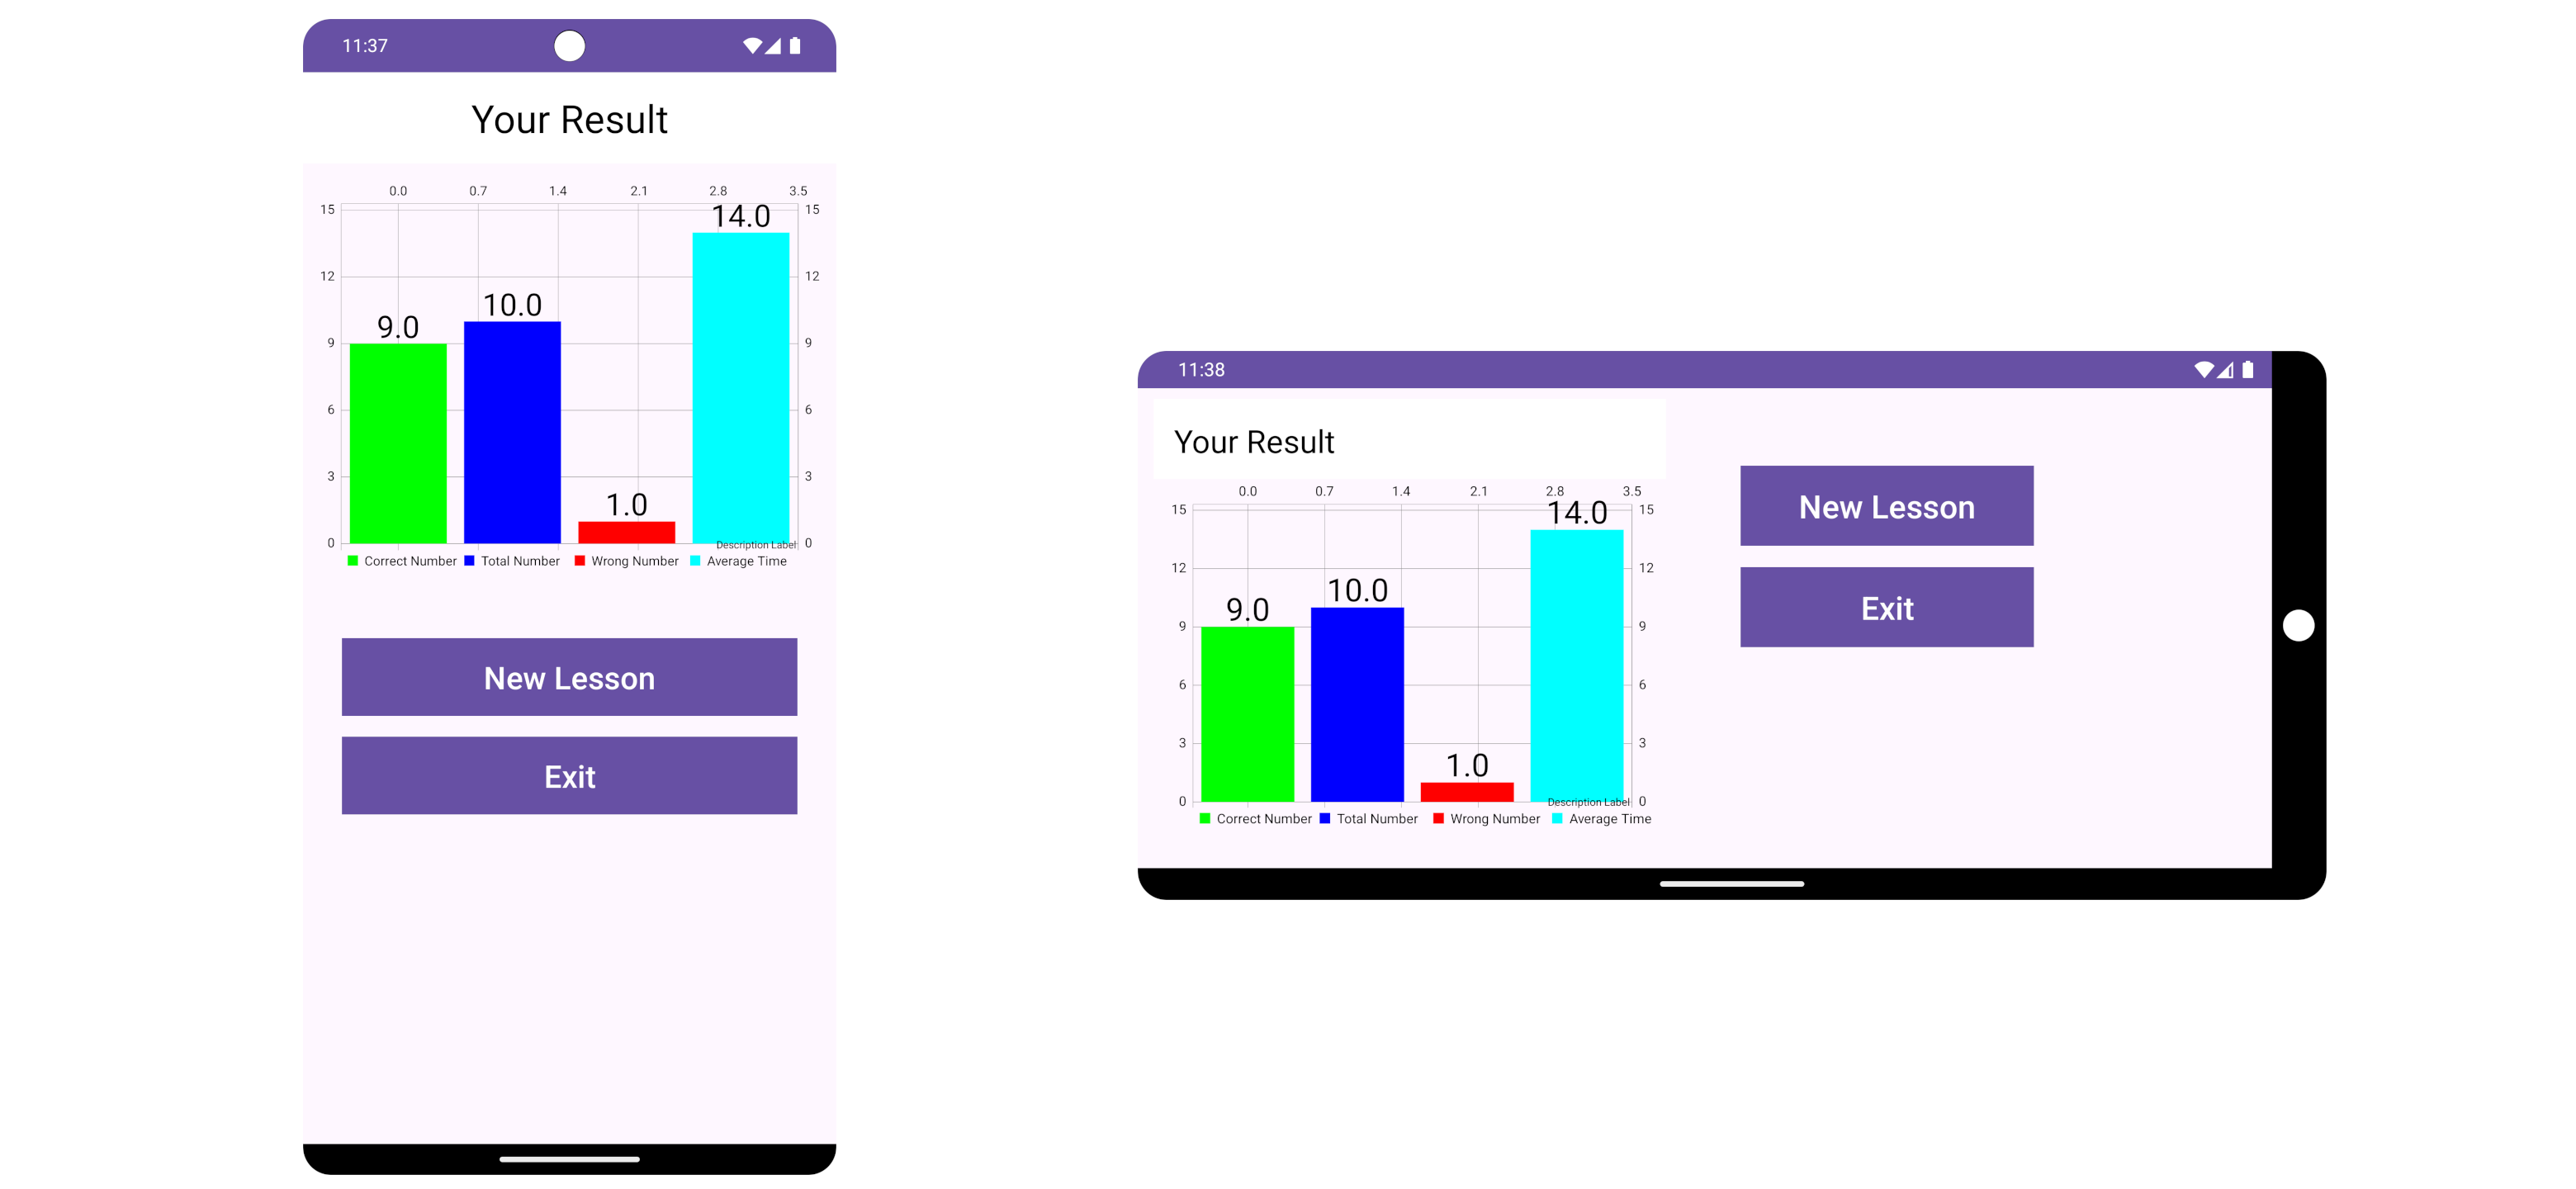 11:37
Your Result
0.0 0.7 1.4 2.1 2.8 3.5
15 14.0 15
12 12
10.0
9.0
9 9
6 6
3 3
1.0
0 Description Label 0
Correct Number Total Number Wrong Number Average Time
New Lesson
Exit
11:38
Your Result
0.0 0.7 1.4 2.1 2.8 3.5
15 14.0 15
12 12
10.0
9.0
9 9
6 6
3 3
1.0
0 Description Label 0
Correct Number Total Number Wrong Number Average Time
New Lesson
Exit